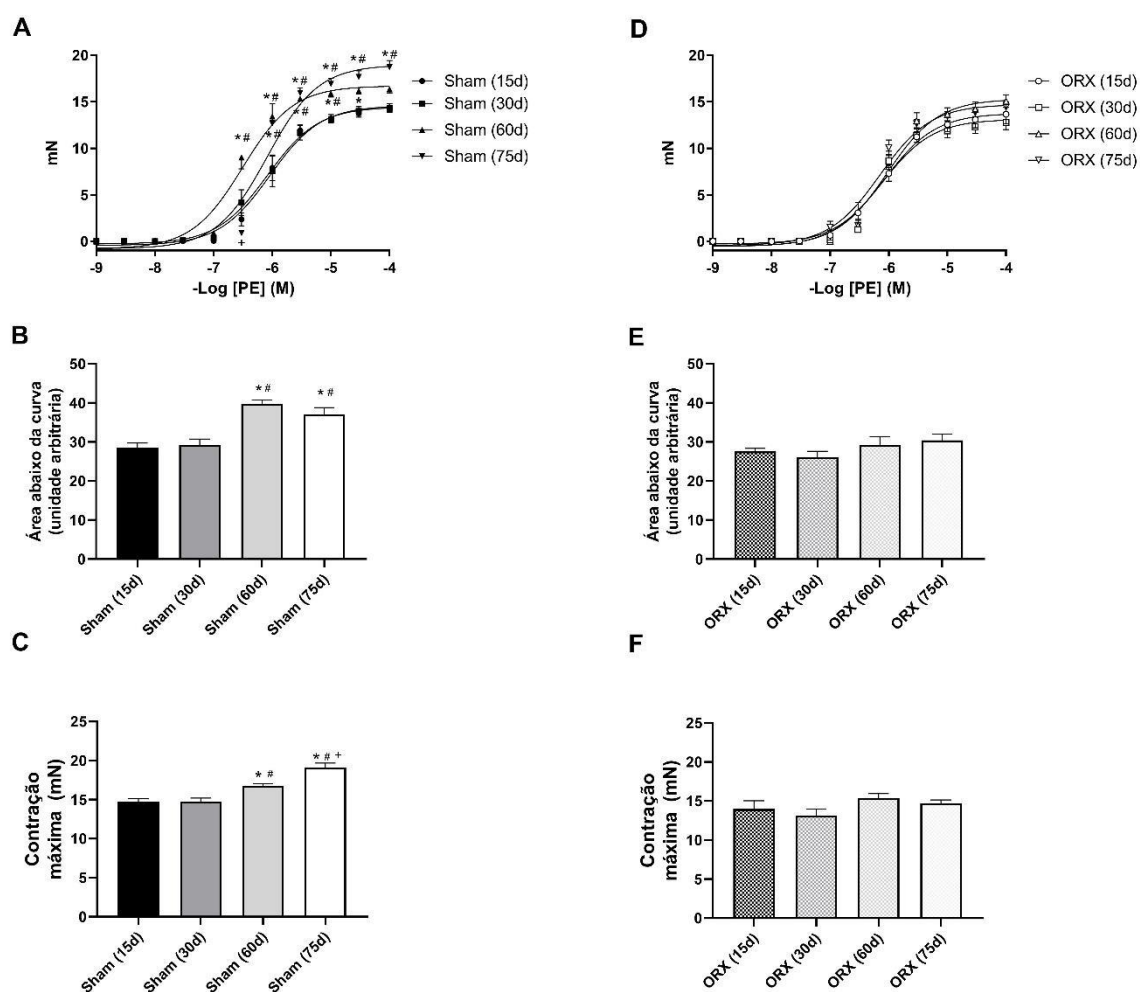 A
mN
20
15
10
5
0
-9 -8 -7 -6 -5 -4
-Log [PE] (M)
*# *# *# *# *#
*# *# *# *# *
+
Sham (15d)
Sham (30d)
Sham (60d)
Sham (75d)
D
mN
20
15
10
5
0
-9 -8 -7 -6 -5 -4
-Log [PE] (M)
ORX (15d)
ORX (30d)
ORX (60d)
ORX (75d)
B
Área abaixo da curva
(unidade arbitrária)
50
40
30
20
10
0
* #
* #
Sham (15d)
Sham (30d)
Sham (60d)
Sham (75d)
E
Área abaixo da curva
(unidade arbitrária)
50
40
30
20
10
0
ORX (15d)
ORX (30d)
ORX (60d)
ORX (75d)
C
Contração
máxima (mN)
25
20
15
10
5
0
* #
* # +
Sham (15d)
Sham (30d)
Sham (60d)
Sham (75d)
F
Contração
máxima (mN)
25
20
15
10
5
0
ORX (15d)
ORX (30d)
ORX (60d)
ORX (75d)